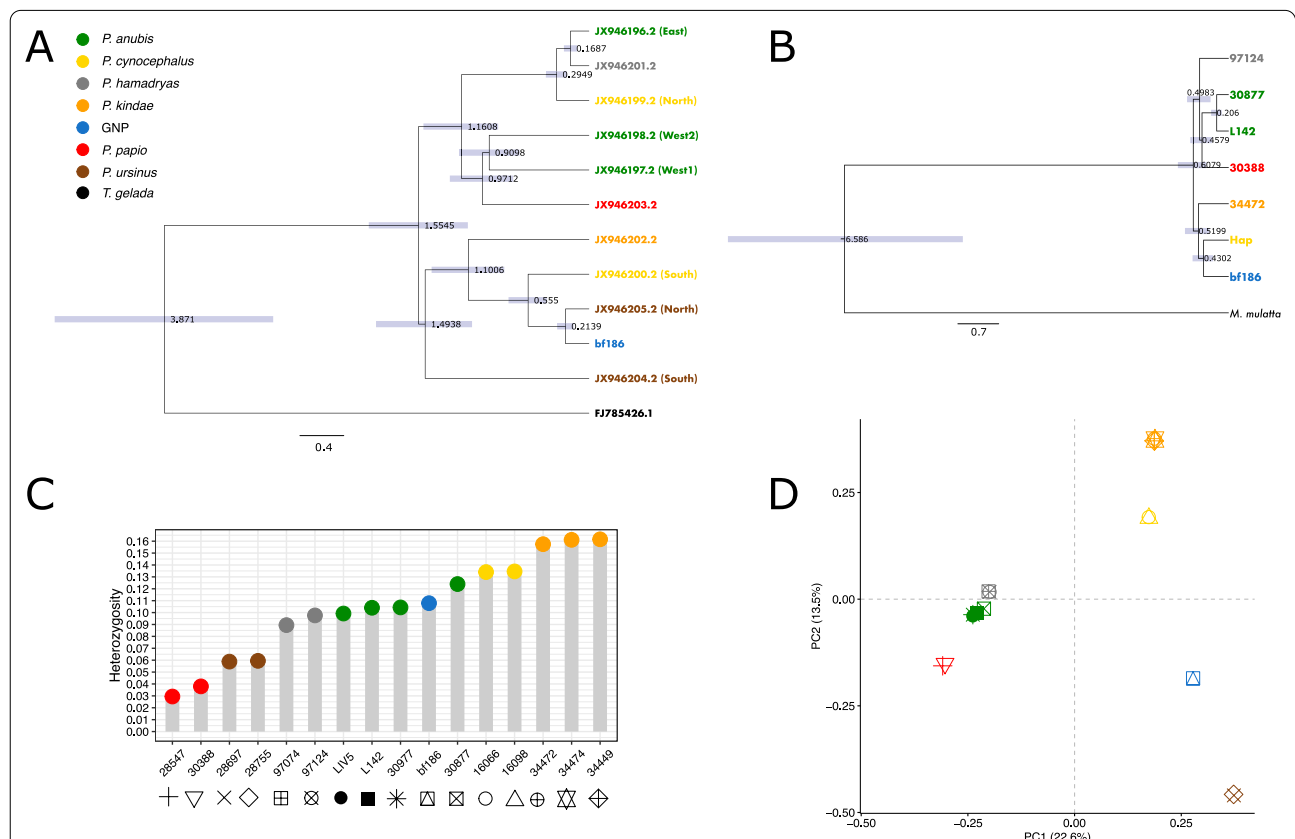 A
P. anubis
P. cynocephalus
P. hamadryas
P. kindae
GNP
P. papio
P. ursinus
T. gelada
JX946196.2 (East)
0.1687
JX946201.2
0.2949
JX946199.2 (North)
1.1608
JX946198.2 (West2)
0.9098
JX946197.2 (West1)
0.9712
JX946203.2
1.5545
JX946202.2
1.1006
JX946200.2 (South)
0.555
JX946205.2 (North)
0.2139
bf186
3.871
1.4938
JX946204.2 (South)
FJ785426.1
0.4
B
97124
0.4983
30877
0.206
L142
0.4579
0.6079
30388
34472
0.5199
Hap
6.586
0.4302
bf186
M. mulatta
0.7
C
Heterozygosity
0.16
0.15
0.14
0.13
0.12
0.11
0.10
0.09
0.08
0.07
0.06
0.05
0.04
0.03
0.02
0.01
0.00
28547 30388 28697 28755 97074 97124 LIV5 L142 30977 bf186 30877 16066 16098 34472 34474 34449
D
PC2 (13.5%)
0.25
0.00
−0.25
−0.50
−0.50 −0.25 0.00 0.25
PC1 (22.6%)